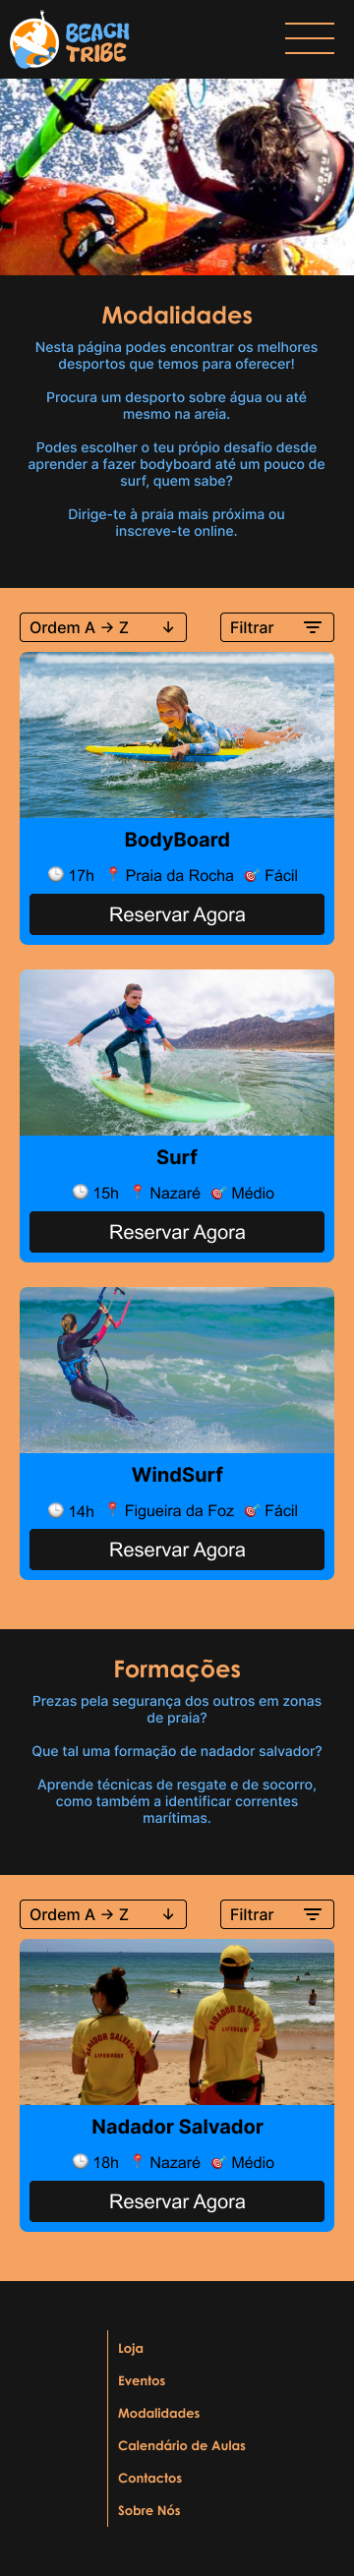 BEACH
TRIBE
Modalidades
Nesta página podes encontrar os melhores
desportos que temos para oferecer!
Procura um desporto sobre água ou até
mesmo na areia.
Podes escolher o teu própio desafio desde
aprender a fazer bodyboard até um pouco de
surf, quem sabe?
Dirige-te à praia mais próxima ou
inscreve-te online.
Ordem A → Z ↓ Filtrar
BodyBoard
17h Praia da Rocha Fácil
Reservar Agora
Surf
15h Nazaré Médio
Reservar Agora
WindSurf
14h Figueira da Foz Fácil
Reservar Agora
Formações
Prezas pela segurança dos outros em zonas
de praia?
Que tal uma formação de nadador salvador?
Aprende técnicas de resgate e de socorro,
como também a identificar correntes
marítimas.
Ordem A → Z ↓ Filtrar
NADADOR SALVADOR
LIFEGUARD
NADADOR SALVADOR
LIFEGUARD
Nadador Salvador
18h Nazaré Médio
Reservar Agora
Loja
Eventos
Modalidades
Calendário de Aulas
Contactos
Sobre Nós